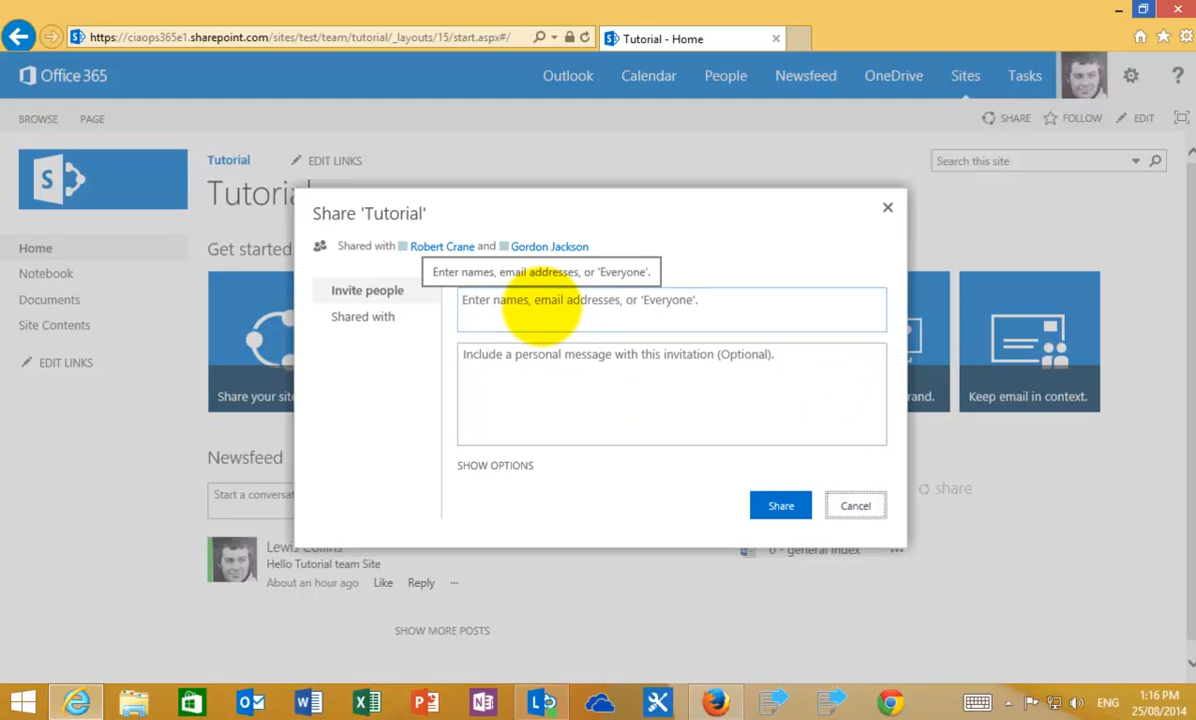 https://ciaops365e1.sharepoint.com/sites/test/team/tutorial/_layouts/15/start.aspx#/
Tutorial - Home
Office 365
Outlook
Calendar
People
Newsfeed
OneDrive
Sites
Tasks
?
BROWSE
PAGE
SHARE
FOLLOW
EDIT
S
Tutorial
EDIT LINKS
Search this site
Tutorial
Share 'Tutorial'
Shared with Robert Crane and Gordon Jackson
Enter names, email addresses, or 'Everyone'.
Home
Get started
Invite people
Enter names, email addresses, or 'Everyone'.
Notebook
Documents
Shared with
Site Contents
Include a personal message with this invitation (Optional).
EDIT LINKS
Share your site
Keep email in context.
Newsfeed
SHOW OPTIONS
Start a conversat
share
Share
Cancel
Lewis Collins
0 - general index
Hello Tutorial team Site
About an hour ago
Like
Reply
...
SHOW MORE POSTS
1:16 PM
ENG
25/08/2014